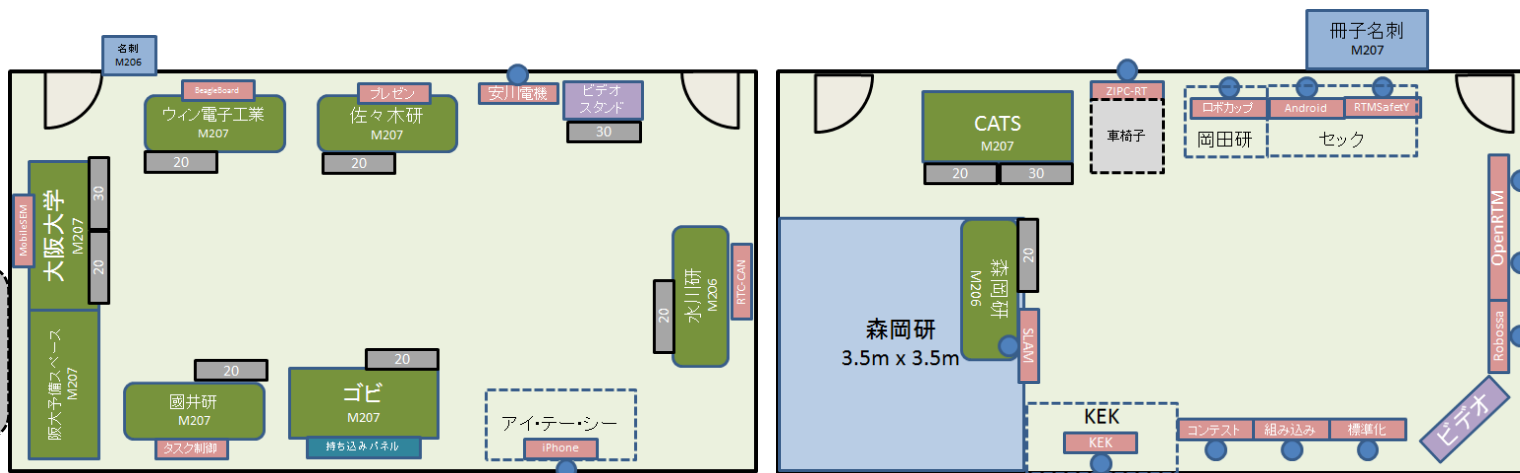 名刺
M206
BeagleBoard
ウィン電子工業
M207
20
プレゼン
佐々木研
M207
20
安川電機
ビデオ
スタンド
30
MobileSEM
大阪大学
M207
30
20
阪大予備スペース
M207
20
國井研
M207
タスク制御
20
ゴビ
M207
持ち込みパネル
水川研
M206
20
RTC-CAN
アイ・テー・シー
iPhone
冊子名刺
M207
CATS
M207
20
30
ZIPC-RT
車椅子
ロボカップ
岡田研
Android
RTMSafetY
セック
森岡研
3.5m x 3.5m
森岡研
M206
20
SLAM
OpenRTM
Robossa
ビデオ
KEK
KEK
コンテスト
組み込み
標準化